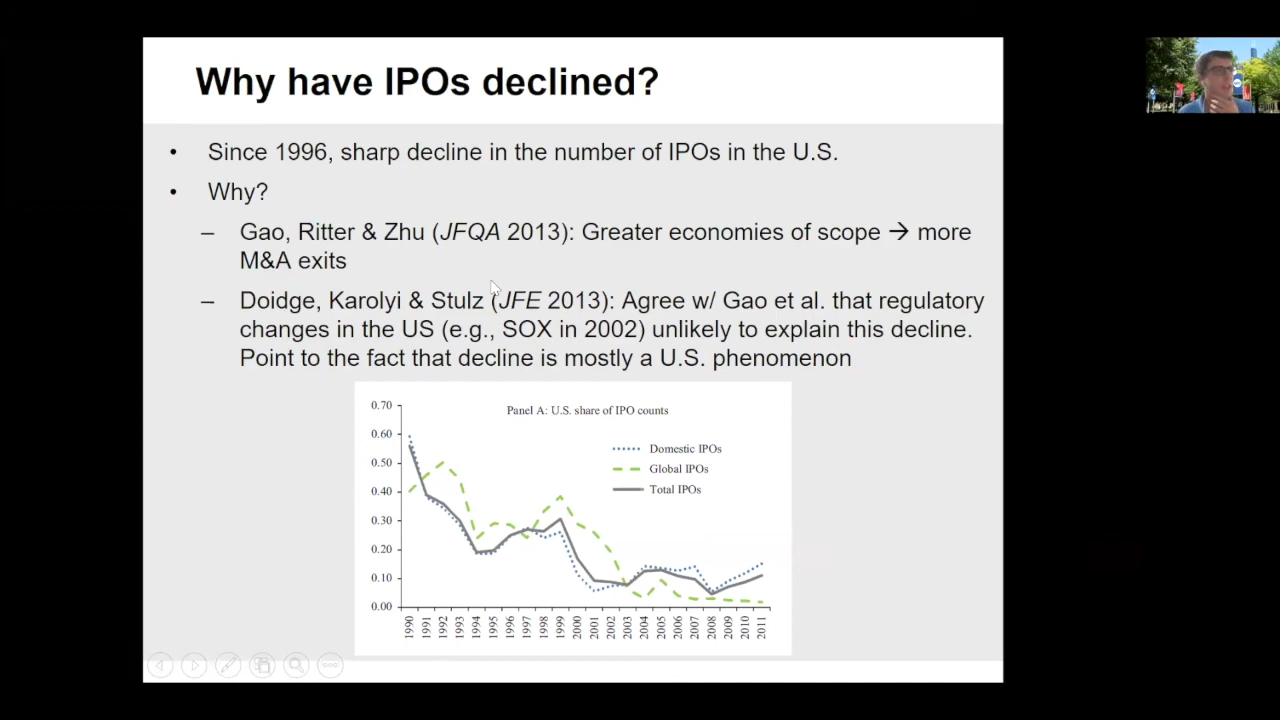 Why have IPOs declined?
• Since 1996, sharp decline in the number of IPOs in the U.S.
• Why?
– Gao, Ritter & Zhu (JFQA 2013): Greater economies of scope → more
M&A exits
– Doidge, Karolyi & Stulz (JFE 2013): Agree w/ Gao et al. that regulatory
changes in the US (e.g., SOX in 2002) unlikely to explain this decline.
Point to the fact that decline is mostly a U.S. phenomenon
Panel A: U.S. share of IPO counts
Domestic IPOs
Global IPOs
Total IPOs
0.70
0.60
0.50
0.40
0.30
0.20
0.10
0.00
1990 1991 1992 1993 1994 1995 1996 1997 1998 1999 2000 2001 2002 2003 2004 2005 2006 2007 2008 2009 2010 2011